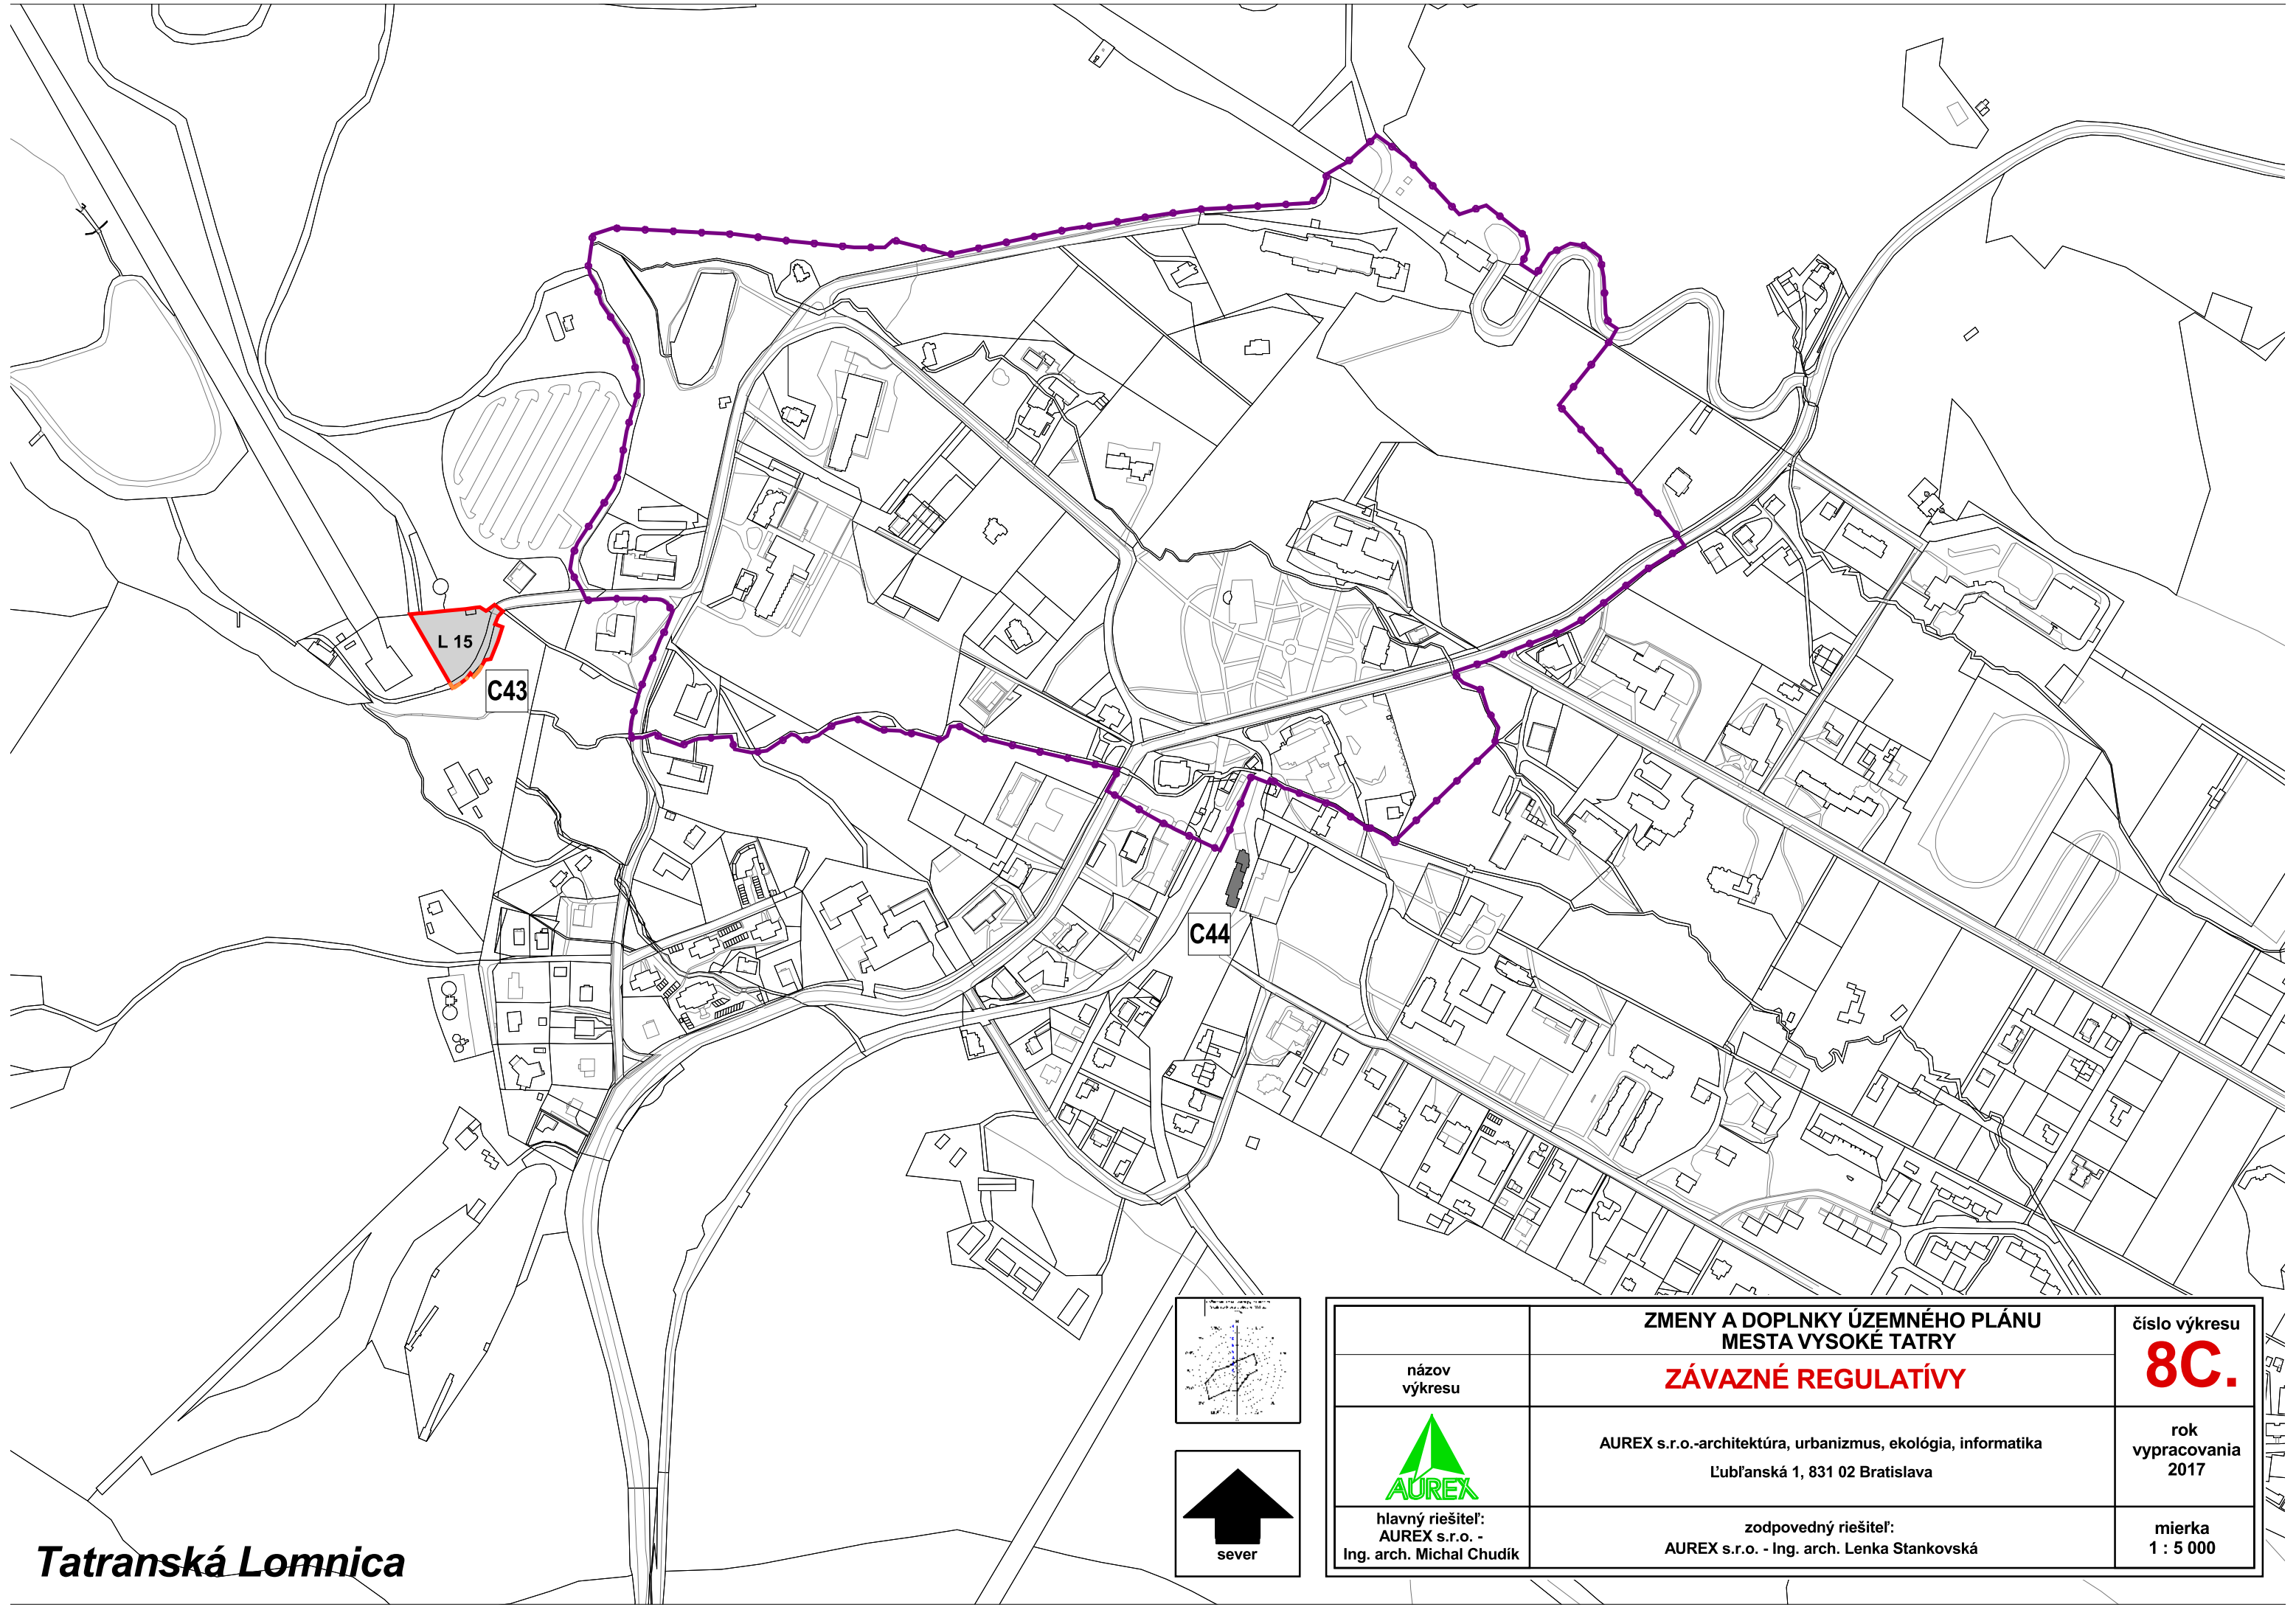 L 15
C43
C44
Tatranská Lomnica
sever
ZMENY A DOPLNKY ÚZEMNÉHO PLÁNU
MESTA VYSOKÉ TATRY
číslo výkresu
8C.
názov
výkresu
ZÁVAZNÉ REGULATÍVY
AUREX
AUREX s.r.o.-architektúra, urbanizmus, ekológia, informatika
Ľubľanská 1, 831 02 Bratislava
rok
vypracovania
2017
hlavný riešiteľ:
AUREX s.r.o. -
Ing. arch. Michal Chudík
zodpovedný riešiteľ:
AUREX s.r.o. - Ing. arch. Lenka Stankovská
mierka
1 : 5 000